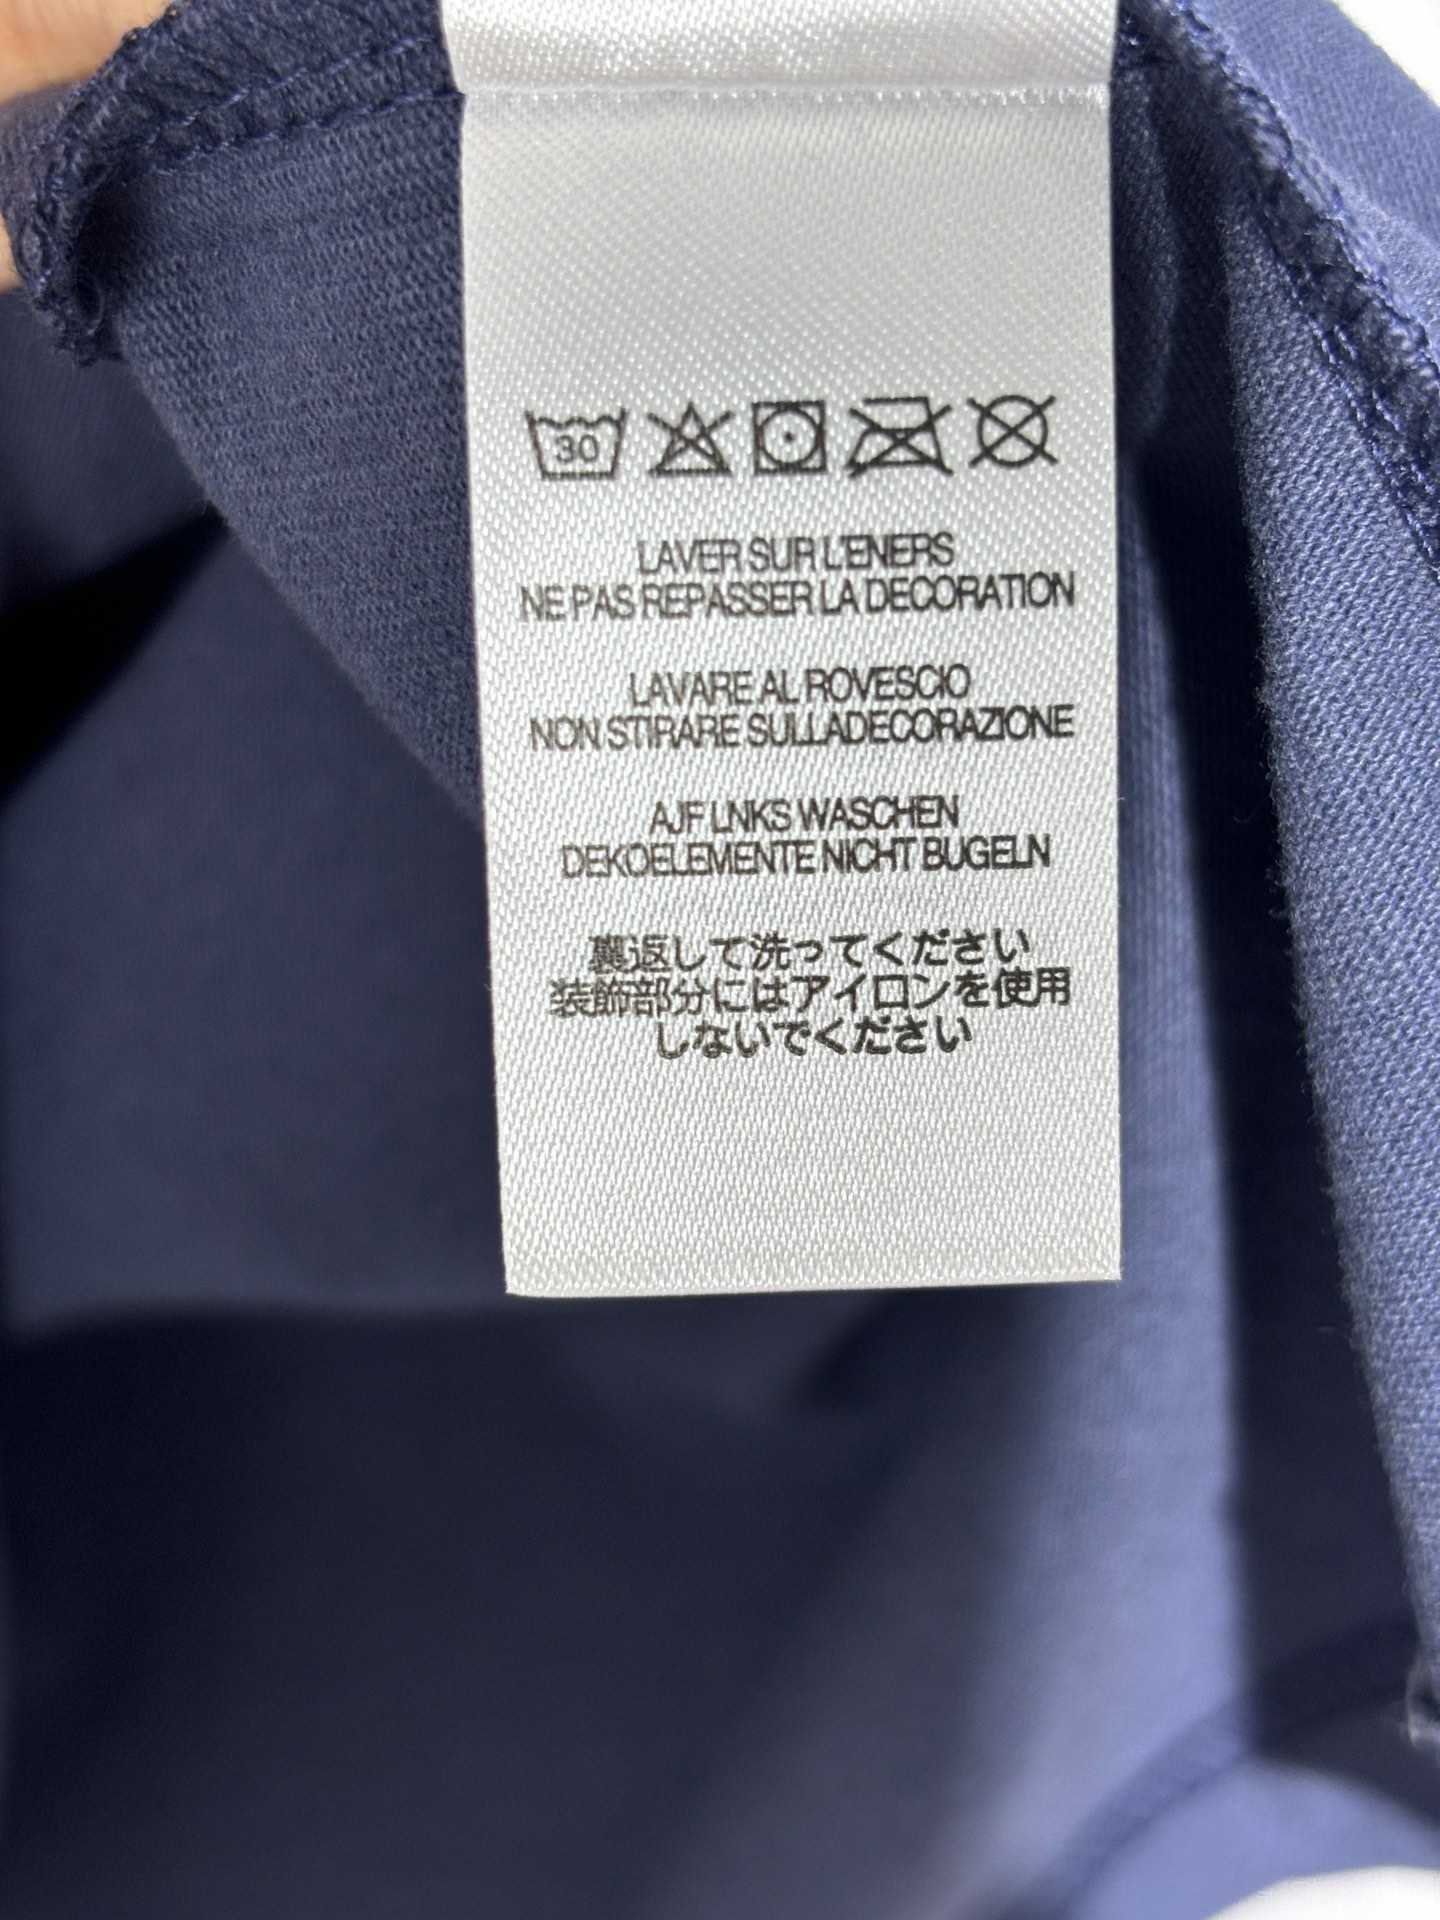 30
LAVER SUR L'ENERS
NE PAS REPASSER LA DECORATION
LAVARE AL ROVESCIO
NON STIRARE SULLADECORAZIONE
AJF LNKS WASCHEN
DEKOELEMENTE NICHT BUGELN
裏返して洗ってください
装飾部分にはアイロンを使用
しないでください